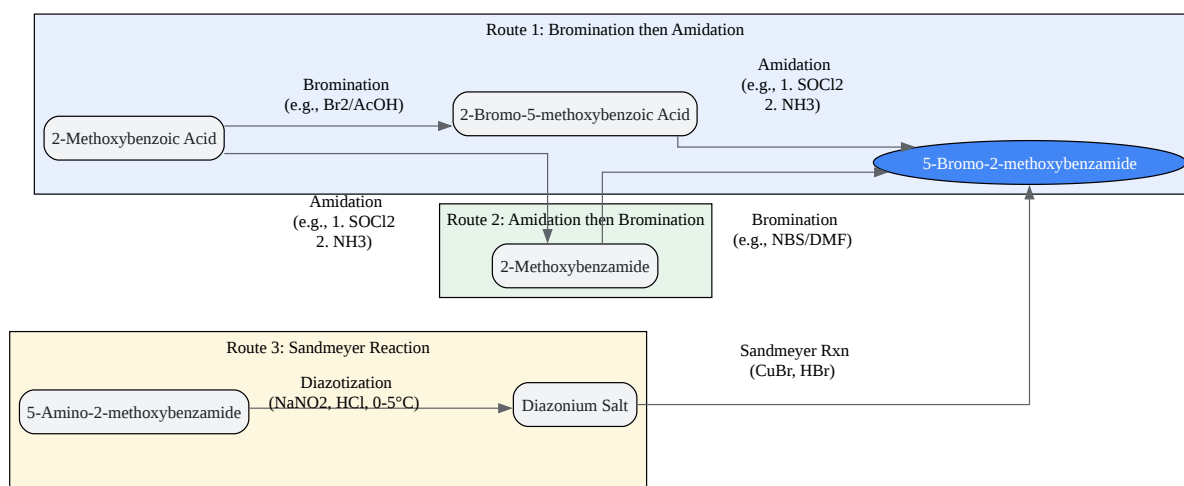 Route 1: Bromination then Amidation
Bromination
(e.g., Br2/AcOH)
Amidation
(e.g., 1. SOCl2
2. NH3)
2-Methoxybenzoic Acid
2-Bromo-5-methoxybenzoic Acid
5-Bromo-2-methoxybenzamide
Amidation
(e.g., 1. SOCl2
2. NH3)
Route 2: Amidation then Bromination
Bromination
(e.g., NBS/DMF)
2-Methoxybenzamide
Route 3: Sandmeyer Reaction
Diazotization
(NaNO2, HCl, 0-5°C)
Sandmeyer Rxn
(CuBr, HBr)
5-Amino-2-methoxybenzamide
Diazonium Salt